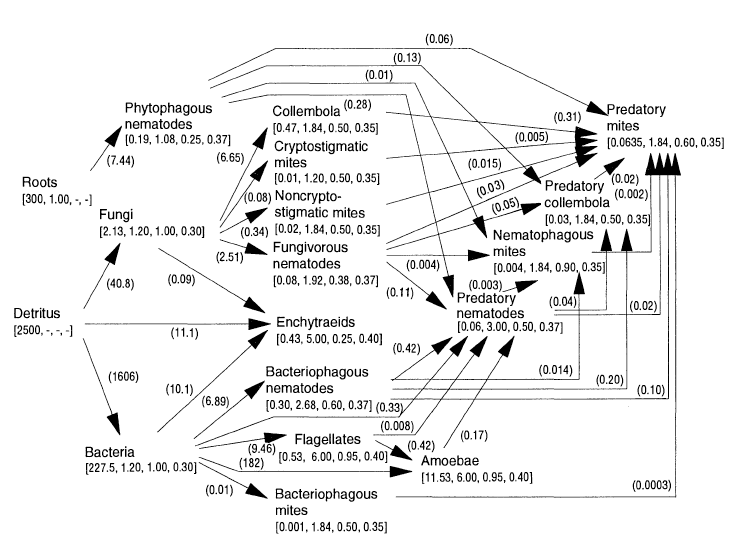 (0.06)
(0.13)
(0.01)
Phytophagous
nematodes
[0.19, 1.08, 0.25, 0.37]
(7.44)
Roots
[300, 1.00, -, -]
Fungi
[2.13, 1.20, 1.00, 0.30]
(40.8)
(0.09)
Detritus
[2500, -, -, -]
(11.1)
(1606)
(10.1)
Bacteria
[227.5, 1.20, 1.00, 0.30]
(6.65)
(0.08)
(0.34)
(2.51)
Collembola
(0.28)
[0.47, 1.84, 0.50, 0.35]
Cryptostigmatic
mites
[0.01, 1.20, 0.50, 0.35]
Noncrypto-
stigmatic mites
[0.02, 1.84, 0.50, 0.35]
Fungivorous
nematodes
[0.08, 1.92, 0.38, 0.37]
Enchytraeids
[0.43, 5.00, 0.25, 0.40]
(6.89)
Bacteriophagous
nematodes
[0.30, 2.68, 0.60, 0.37]
(0.33)
(9.46)
Flagellates
[0.53, 6.00, 0.95, 0.40]
(0.008)
(182)
(0.42)
Amoebae
[11.53, 6.00, 0.95, 0.40]
(0.17)
(0.01)
Bacteriophagous
mites
[0.001, 1.84, 0.50, 0.35]
(0.0003)
(0.31)
(0.005)
(0.015)
(0.03)
(0.05)
(0.004)
(0.11)
(0.42)
Predatory
mites
[0.0635, 1.84, 0.60, 0.35]
(0.02)
(0.002)
Predatory
collembola
[0.03, 1.84, 0.50, 0.35]
Nematophagous
mites
[0.004, 1.84, 0.90, 0.35]
(0.003)
Predatory
nematodes
[0.06, 3.00, 0.50, 0.37]
(0.04)
(0.02)
(0.014)
(0.20)
(0.10)